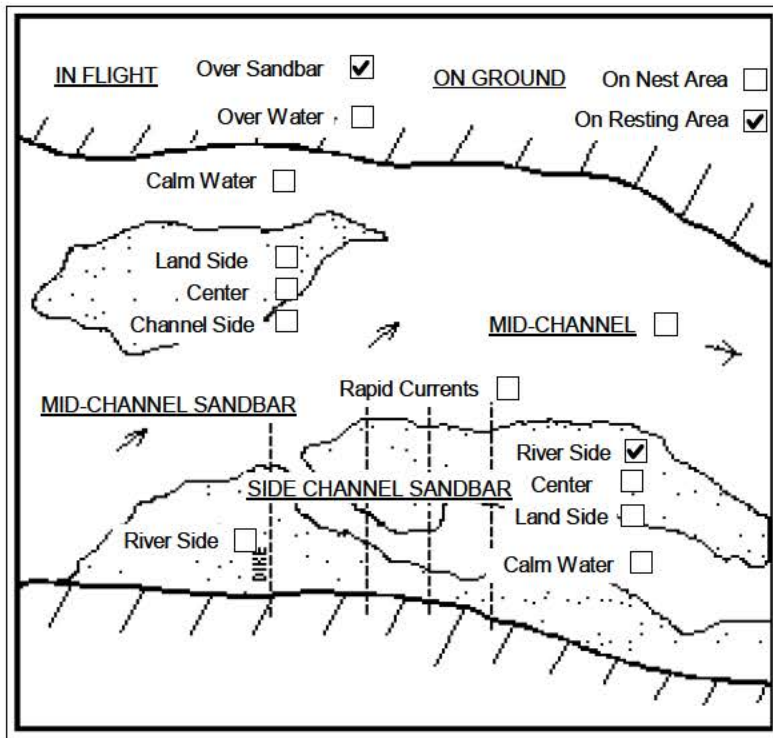 IN FLIGHT
Over Sandbar
ON GROUND
On Nest Area
Over Water
On Resting Area
Calm Water
Land Side
Center
Channel Side
MID-CHANNEL
Rapid Currents
MID-CHANNEL SANDBAR
River Side
Center
SIDE CHANNEL SANDBAR
Land Side
River Side
DIKE
Calm Water